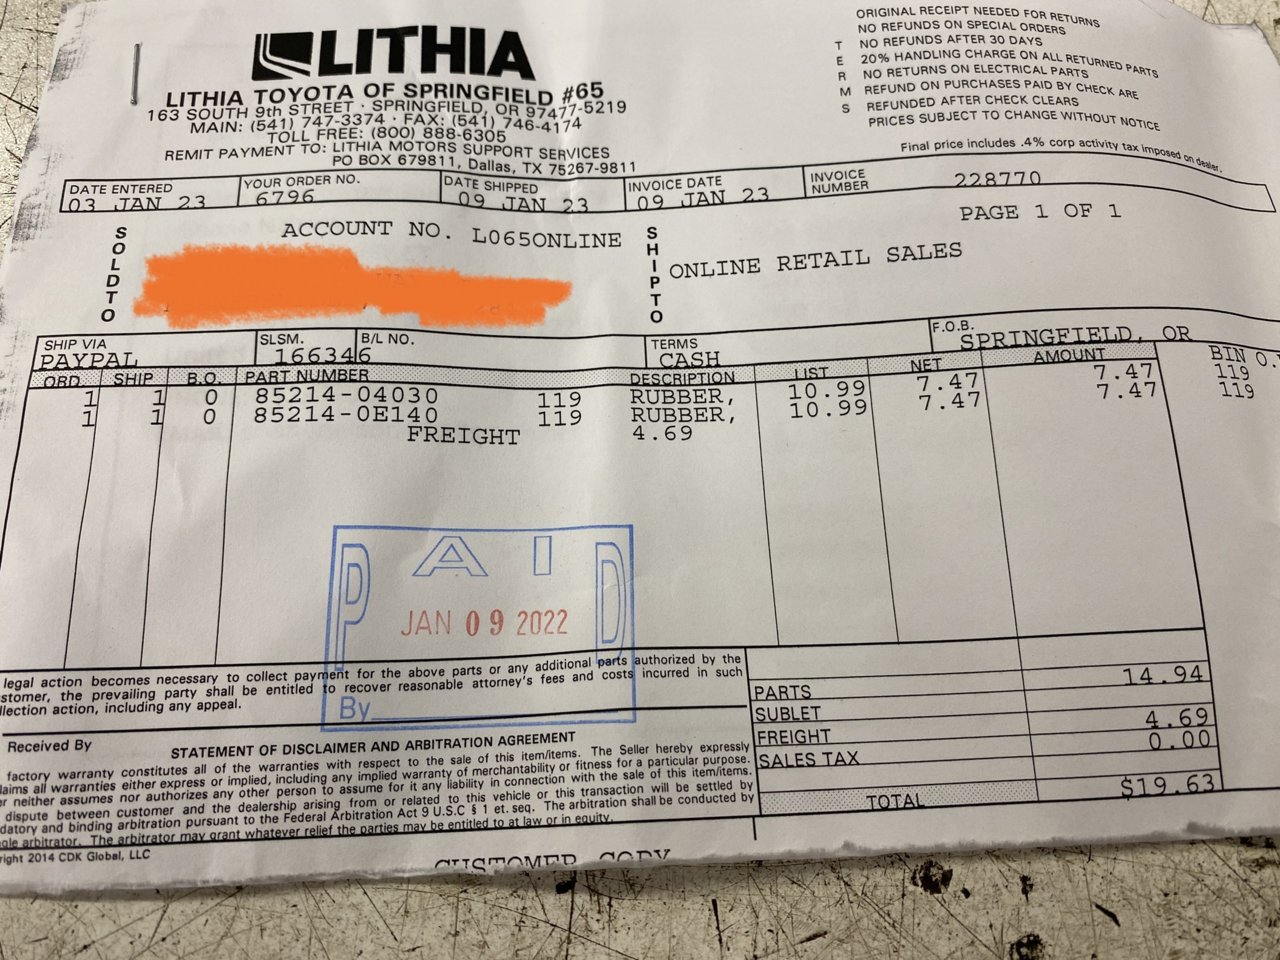 LITHIA
LITHIA TOYOTA OF SPRINGFIELD #65
163 SOUTH 9th STREET · SPRINGFIELD, OR 97477-5219
MAIN: (541) 747-3374 · FAX: (541) 746-4174
TOLL FREE: (800) 888-6305
REMIT PAYMENT TO: LITHIA MOTORS SUPPORT SERVICES
PO BOX 679811, Dallas, TX 75267-9811
TERMS
ORIGINAL RECEIPT NEEDED FOR RETURNS
NO REFUNDS ON SPECIAL ORDERS
NO REFUNDS AFTER 30 DAYS
20% HANDLING CHARGE ON ALL RETURNED PARTS
NO RETURNS ON ELECTRICAL PARTS
REFUND ON PURCHASES PAID BY CHECK ARE
REFUNDED AFTER CHECK CLEARS
PRICES SUBJECT TO CHANGE WITHOUT NOTICE
Final price includes .4% corp activity tax imposed on dealer.
DATE ENTERED YOUR ORDER NO. DATE SHIPPED INVOICE DATE INVOICE NUMBER
03 JAN 23 6796 09 JAN 23 09 JAN 23 228770
PAGE 1 OF 1
ACCOUNT NO. L065ONLINE
SOLD TO
SHIP TO
ONLINE RETAIL SALES
SHIP VIA SLSM. B/L NO. TERMS F.O.B.
PAYPAL 166346 CASH SPRINGFIELD, OR
ORD. SHIP B.O. PART NUMBER DESCRIPTION LIST NET AMOUNT BIN
1 1 0 85214-04030 119 RUBBER, 10.99 7.47 7.47 119
1 1 0 85214-0E140 119 RUBBER, 10.99 7.47 7.47 119
FREIGHT 4.69
PAID
JAN 09 2022
By
legal action becomes necessary to collect payment for the above parts or any additional parts authorized by the
stomer, the prevailing party shall be entitled to recover reasonable attorney's fees and costs incurred in such
llection action, including any appeal.
Received By
STATEMENT OF DISCLAIMER AND ARBITRATION AGREEMENT
factory warranty constitutes all of the warranties with respect to the sale of this item/items. The Seller hereby expressly
laims all warranties either express or implied, including any implied warranty of merchantability or fitness for a particular purpose.
r neither assumes nor authorizes any other person to assume for it any liability in connection with the sale of this item/items.
dispute between customer and the dealership arising from or related to this vehicle or this transaction will be settled by
datory and binding arbitration pursuant to the Federal Arbitration Act 9 U.S.C § 1 et. seq. The arbitration shall be conducted by
gle arbitrator. The arbitrator may grant whatever relief the parties may be entitled to at law or in equity.
right 2014 CDK Global, LLC
PARTS 14.94
SUBLET
FREIGHT 4.69
SALES TAX 0.00
TOTAL $19.63
CUSTOMER COPY